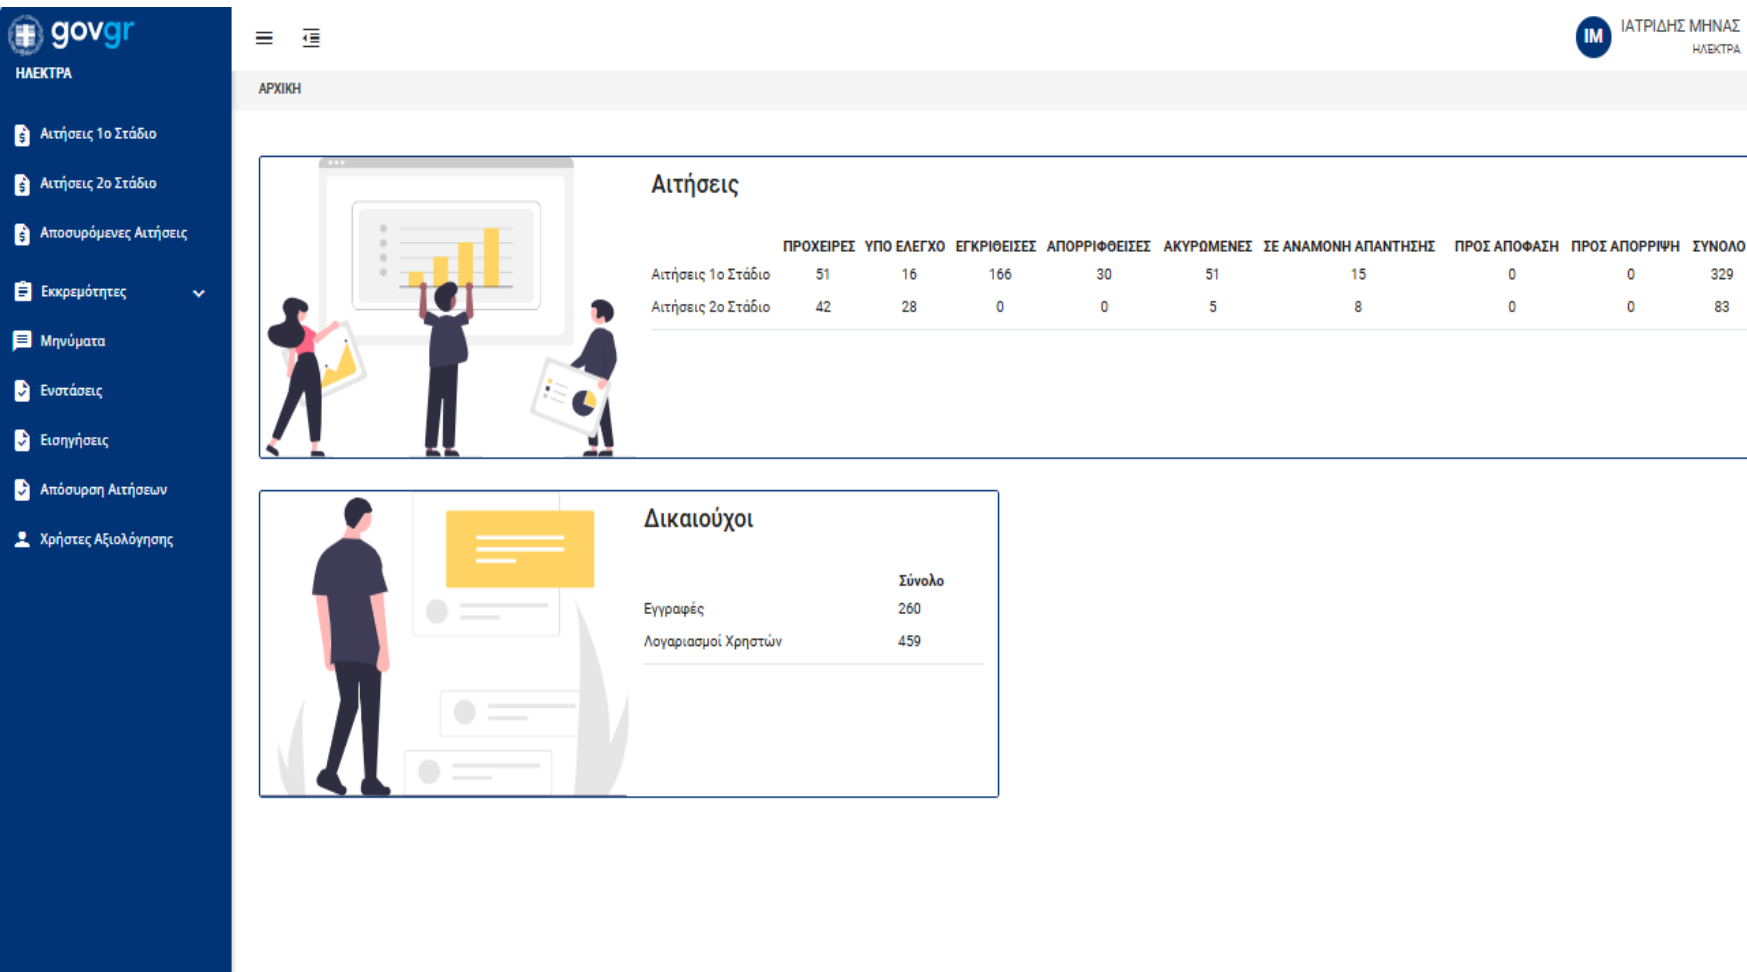 govgr
ΗΛΕΚΤΡΑ
IM
ΙΑΤΡΙΔΗΣ ΜΗΝΑΣ
ΗΛΕΚΤΡΑ
ΑΡΧΙΚΗ
Αιτήσεις 1ο Στάδιο
Αιτήσεις 2ο Στάδιο
Αποσυρόμενες Αιτήσεις
Εκκρεμότητες
Μηνύματα
Ενστάσεις
Εισηγήσεις
Απόσυρση Αιτήσεων
Χρήστες Αξιολόγησης
Αιτήσεις
ΠΡΟΧΕΙΡΕΣ ΥΠΟ ΕΛΕΓΧΟ ΕΓΚΡΙΘΕΙΣΕΣ ΑΠΟΡΡΙΦΘΕΙΣΕΣ ΑΚΥΡΩΜΕΝΕΣ ΣΕ ΑΝΑΜΟΝΗ ΑΠΑΝΤΗΣΗΣ ΠΡΟΣ ΑΠΟΦΑΣΗ ΠΡΟΣ ΑΠΟΡΡΙΨΗ ΣΥΝΟΛΟ
Αιτήσεις 1ο Στάδιο 51 16 166 30 51 15 0 0 329
Αιτήσεις 2ο Στάδιο 42 28 0 0 5 8 0 0 83
Δικαιούχοι
Σύνολο
Εγγραφές 260
Λογαριασμοί Χρηστών 459